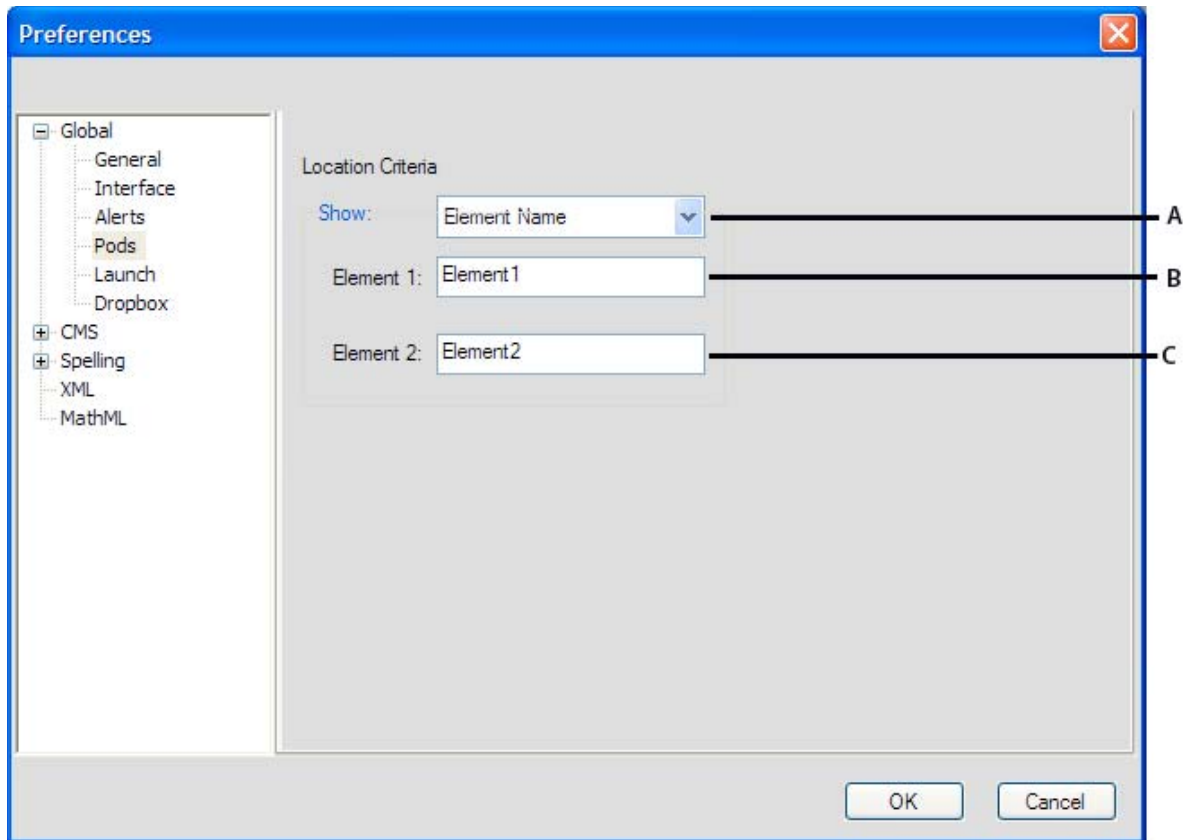 Preferences
Global
General
Interface
Alerts
Pods
Launch
Dropbox
CMS
Spelling
XML
MathML
Location Criteria
Show: Element Name A
Element 1: Element1 B
Element 2: Element2 C
OK Cancel